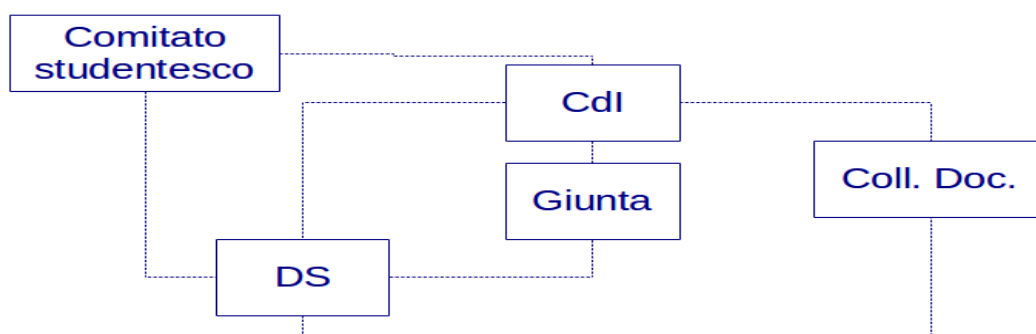 Comitato
studentesco
CdI
Coll. Doc.
Giunta
DS